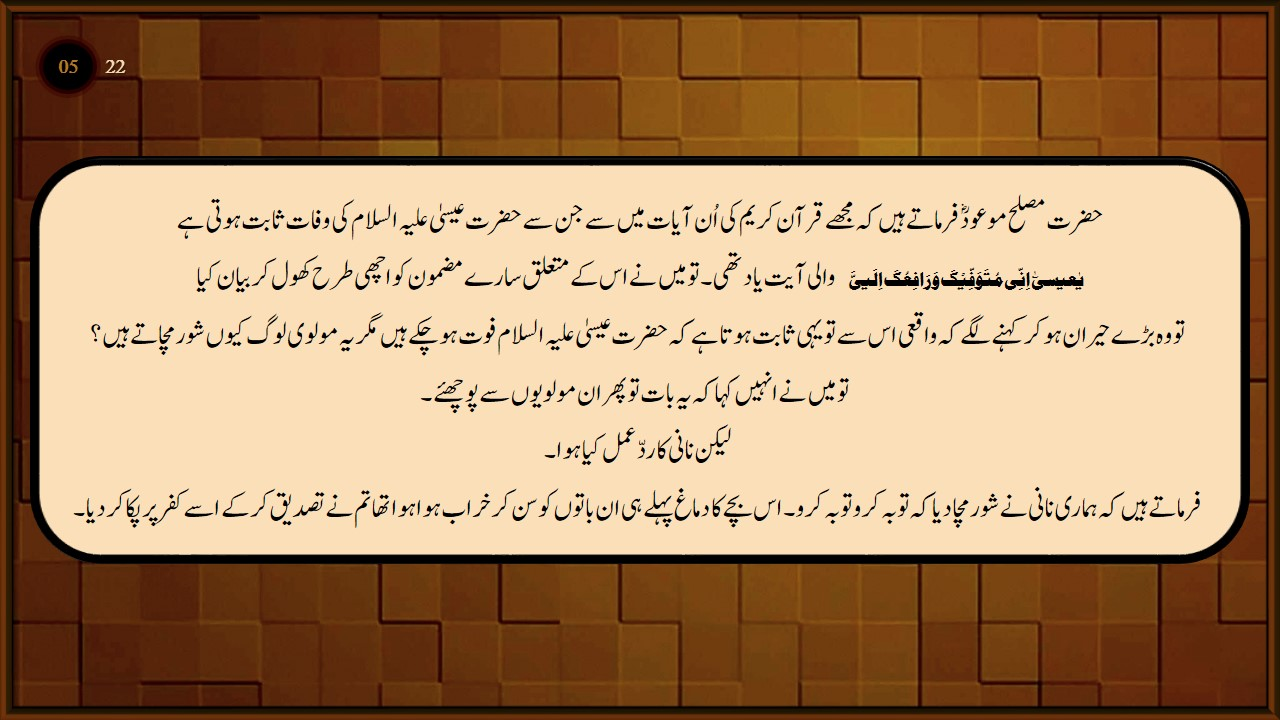 05 22
حضرت مصلح موعودؓ فرماتے ہیں کہ مجھے قرآن کریم کی اُن آیات میں سے جن سے حضرت عیسیٰ علیہ السلام کی وفات ثابت ہوتی ہے
یٰعیسیٰٓ اِنِّی مُتَوَفِّیْکَ وَرَافِعُکَ اِلَیَّ والی آیت یاد تھی۔ تو میں نے اس کے متعلق سارے مضمون کو اچھی طرح کھول کر بیان کیا
تو وہ بڑے حیران ہو کر کہنے لگے کہ واقعی اس سے تو یہی ثابت ہوتا ہے کہ حضرت عیسیٰ علیہ السلام فوت ہو چکے ہیں مگر یہ مولوی لوگ کیوں شور مچاتے ہیں؟
تو میں نے انہیں کہا کہ یہ بات تو پھر ان مولویوں سے پوچھئے۔
لیکن نانی کا ردّ عمل کیا ہوا۔
فرماتے ہیں کہ ہماری نانی نے شور مچا دیا کہ توبہ کرو توبہ کرو۔ اس بچے کا دماغ پہلے ہی ان باتوں کو سن کر خراب ہوا ہوا تھا تم نے تصدیق کر کے اسے کفر پر پکا کر دیا۔